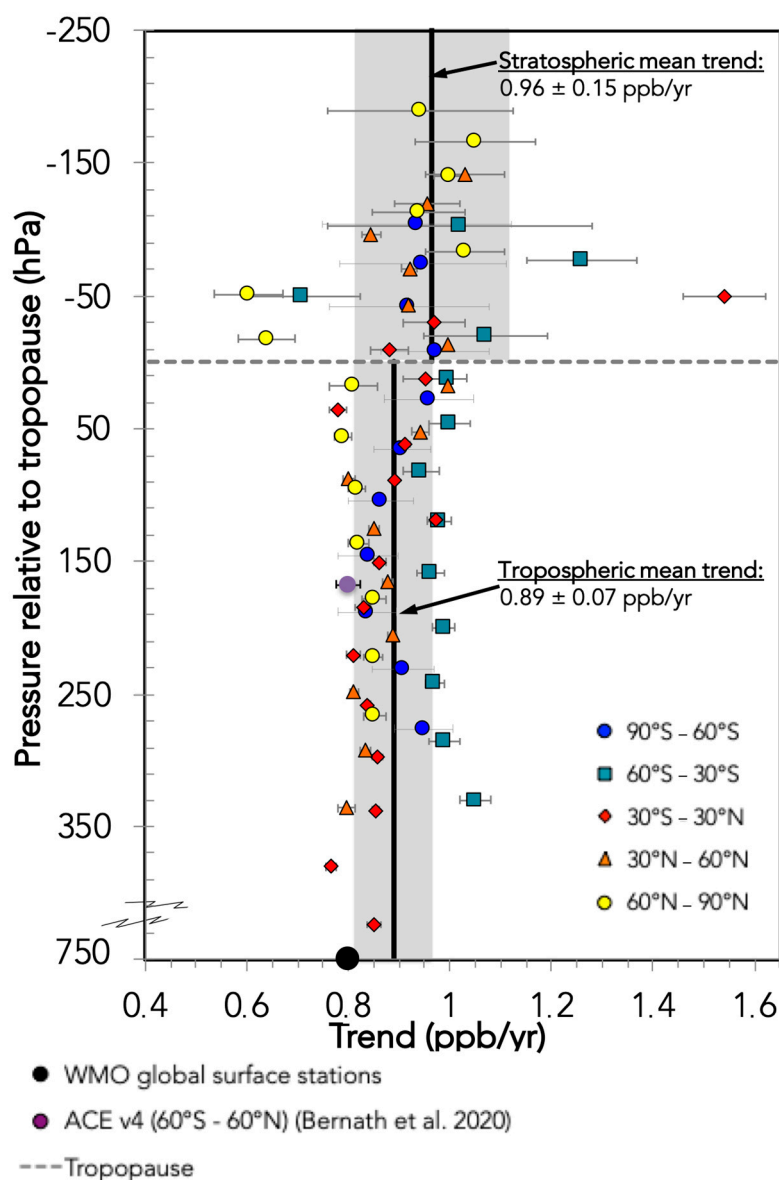 -250
Stratospheric mean trend:
0.96 ± 0.15 ppb/yr
-150
-50
50
150
Tropospheric mean trend:
0.89 ± 0.07 ppb/yr
250
350
750
Pressure relative to tropopause (hPa)
90°S – 60°S
60°S – 30°S
30°S – 30°N
30°N – 60°N
60°N – 90°N
0.4 0.6 0.8 1 1.2 1.4 1.6
Trend (ppb/yr)
WMO global surface stations
ACE v4 (60°S - 60°N) (Bernath et al. 2020)
Tropopause